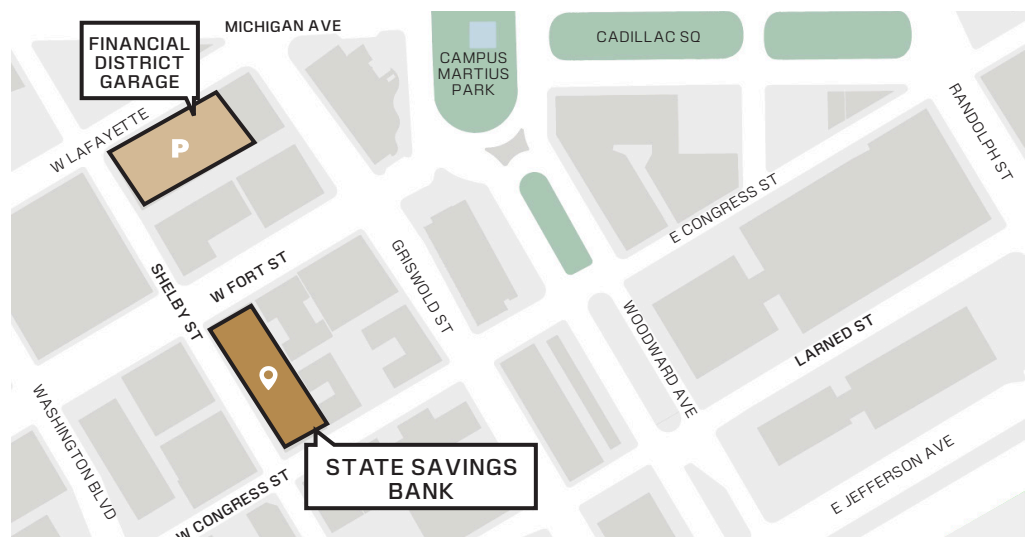 MICHIGAN AVE
FINANCIAL
DISTRICT
GARAGE
CADILLAC SQ
CAMPUS
MARTIUS
PARK
RANDOLPH ST
W LAFAYETTE
P
E CONGRESS ST
W FORT ST
GRISWOLD ST
SHELBY ST
WOODWARD AVE
LARNED ST
WASHINGTON BLVD
STATE SAVINGS
BANK
E JEFFERSON AVE
W CONGRESS ST